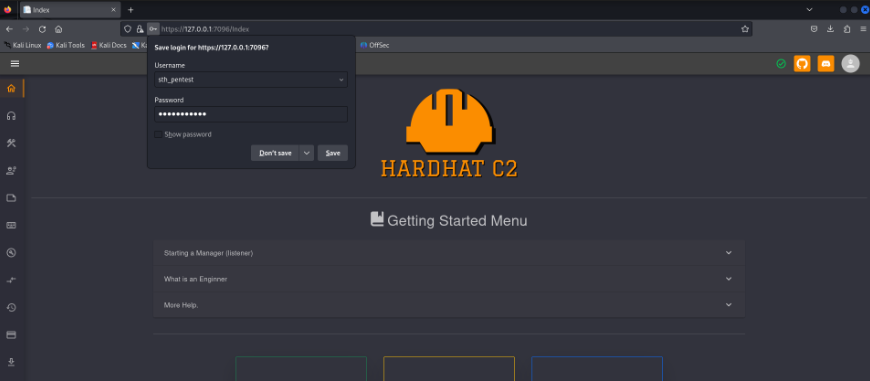 Index
https://127.0.0.1:7096/Index
Kali Linux Kali Tools Kali Docs OffSec
Save login for https://127.0.0.1:7096?
Username
sth_pentest
Password
•••••••••••
Show password
Don't save Save
HARDHAT C2
Getting Started Menu
Starting a Manager (listener)
What is an Enginner
More Help.